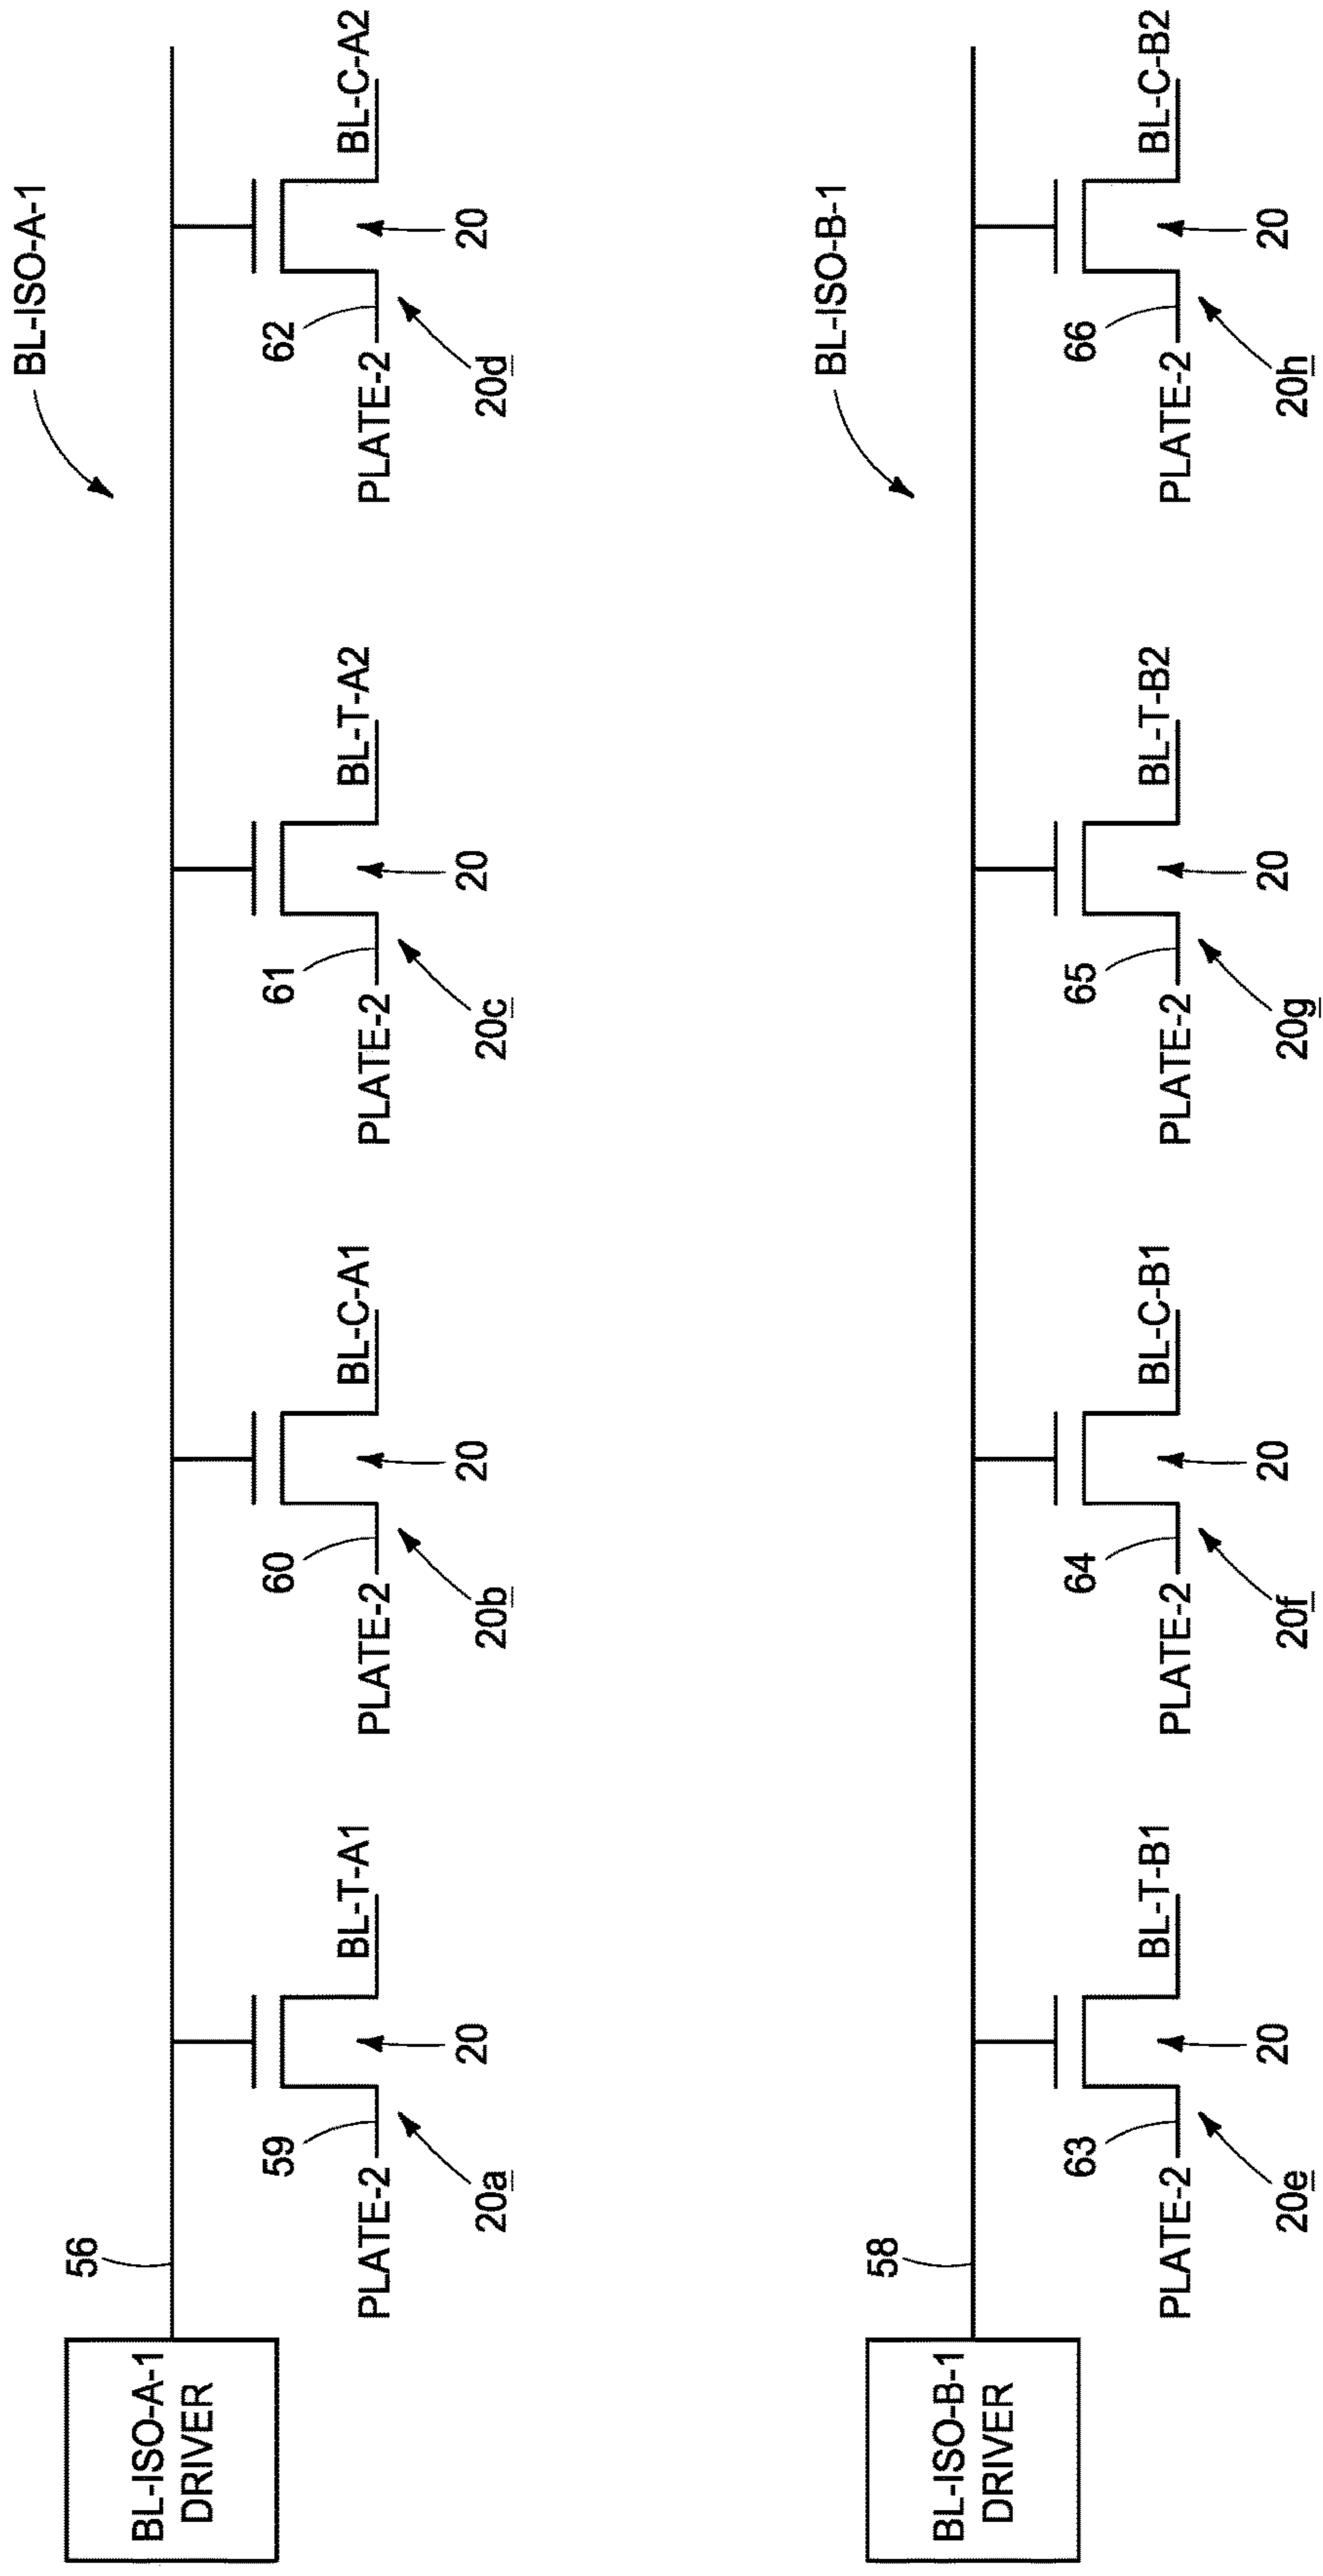 BL-ISO-A-1
BL-ISO-A-1
DRIVER
56
59
PLATE-2
BL-T-A1
20
20a
60
PLATE-2
BL-C-A1
20
20b
61
PLATE-2
BL-T-A2
20
20c
62
PLATE-2
BL-C-A2
20
20d
BL-ISO-B-1
BL-ISO-B-1
DRIVER
58
63
PLATE-2
BL-T-B1
20
20e
64
PLATE-2
BL-C-B1
20
20f
65
PLATE-2
BL-T-B2
20
20g
66
PLATE-2
BL-C-B2
20
20h